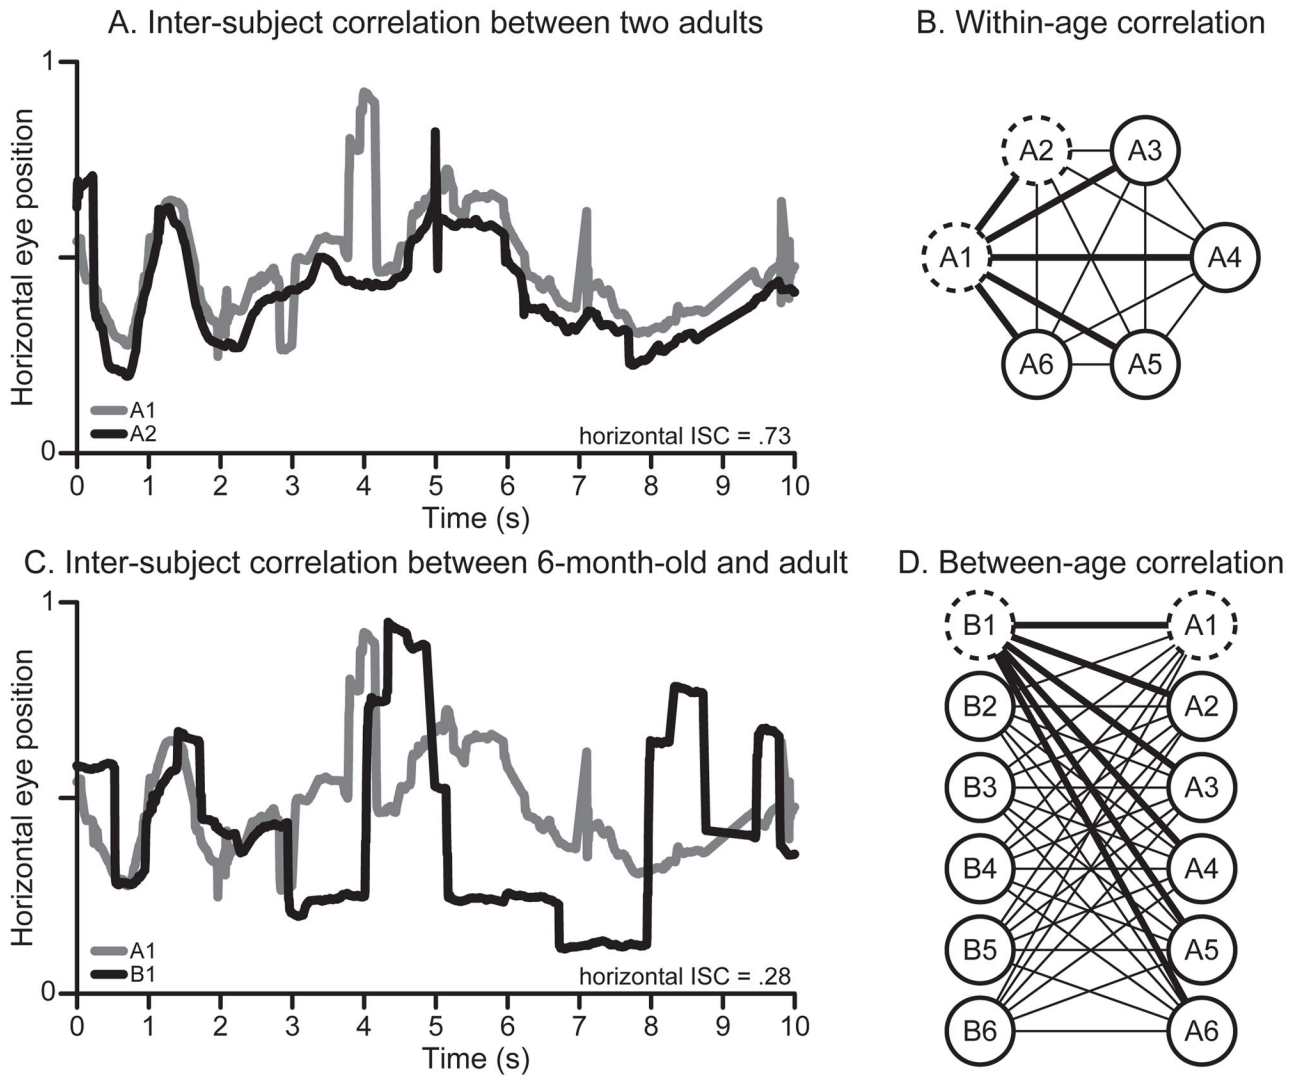 A. Inter-subject correlation between two adults
1
Horizontal eye position
0
A1
A2
horizontal ISC = .73
0 1 2 3 4 5 6 7 8 9 10
Time (s)
B. Within-age correlation
A2 A3
A1 A4
A6 A5
C. Inter-subject correlation between 6-month-old and adult
1
Horizontal eye position
0
A1
B1
horizontal ISC = .28
0 1 2 3 4 5 6 7 8 9 10
Time (s)
D. Between-age correlation
B1 A1
B2 A2
B3 A3
B4 A4
B5 A5
B6 A6